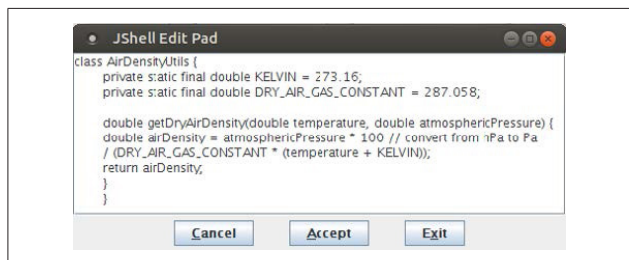 JShell Edit Pad
class AirDensityUtils {
private static final double KELVIN = 273.16;
private static final double DRY_AIR_GAS_CONSTANT = 287.058;
double getDryAirDensity(double temperature, double atmosphericPressure) {
double airDensity = atmosphericPressure * 100 // convert from hPa to Pa
/ (DRY_AIR_GAS_CONSTANT * (temperature + KELVIN));
return airDensity;
}
}
Cancel Accept Exit